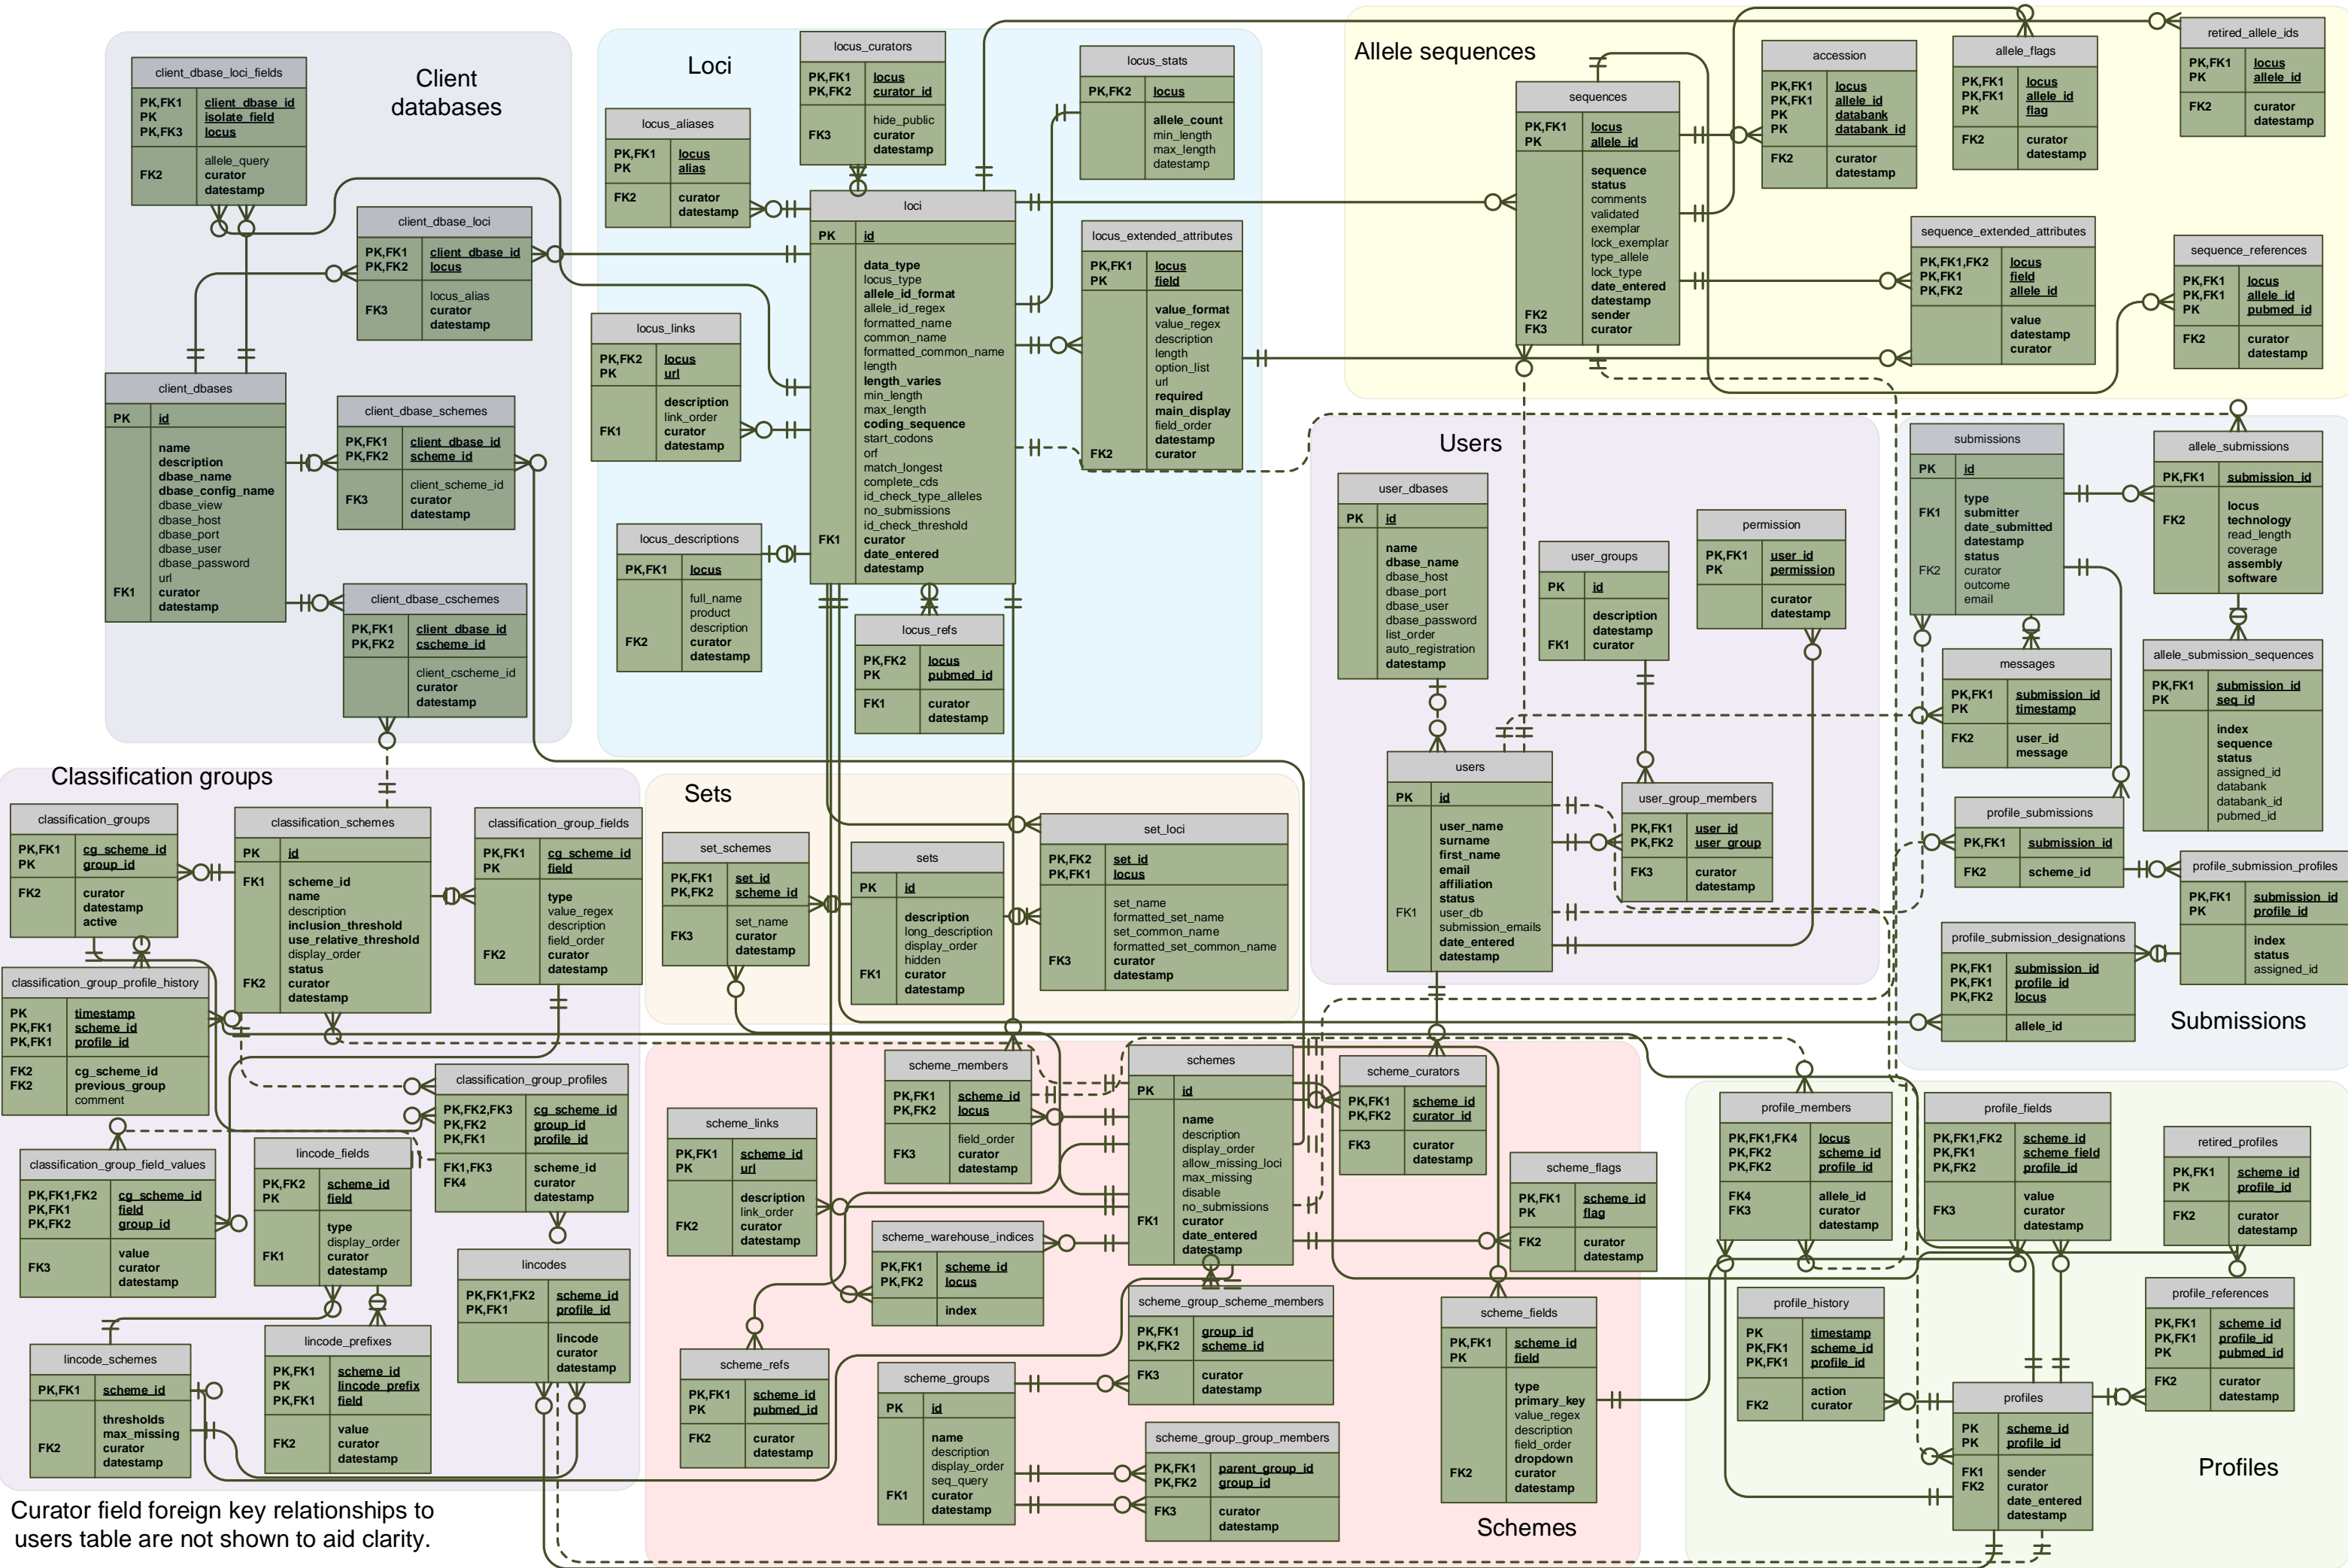 Client
databases
client_dbase_loci_fields
PK,FK1 client_dbase_id
PK isolate_field
PK,FK3 locus
allele_query
FK2 curator
datestamp
client_dbase_loci
PK,FK1 client_dbase_id
PK,FK2 locus
locus_alias
FK3 curator
datestamp
client_dbases
PK id
name
description
dbase_name
dbase_config_name
dbase_view
dbase_host
dbase_port
dbase_user
dbase_password
url
FK1 curator
datestamp
client_dbase_schemes
PK,FK1 client_dbase_id
PK,FK2 scheme_id
client_scheme_id
FK3 curator
datestamp
client_dbase_cschemes
PK,FK1 client_dbase_id
PK,FK2 cscheme_id
client_cscheme_id
curator
datestamp
Loci
locus_curators
PK,FK1 locus
PK,FK2 curator_id
hide_public
FK3 curator
datestamp
locus_stats
PK,FK2 locus
allele_count
min_length
max_length
datestamp
locus_aliases
PK,FK1 locus
PK alias
FK2 curator
datestamp
loci
PK id
data_type
locus_type
allele_id_format
allele_id_regex
formatted_name
common_name
formatted_common_name
length
length_varies
min_length
max_length
coding_sequence
start_codons
orf
match_longest
complete_cds
id_check_type_alleles
no_submissions
id_check_threshold
FK1 curator
date_entered
datestamp
locus_extended_attributes
PK,FK1 locus
PK field
value_format
value_regex
description
length
option_list
url
required
main_display
field_order
datestamp
FK2 curator
locus_links
PK,FK2 locus
PK url
description
link_order
FK1 curator
datestamp
locus_descriptions
PK,FK1 locus
full_name
product
description
FK2 curator
datestamp
locus_refs
PK,FK2 locus
PK pubmed_id
FK1 curator
datestamp
Allele sequences
sequences
PK,FK1 locus
PK allele_id
sequence
status
comments
validated
exemplar
lock_exemplar
type_allele
lock_type
date_entered
datestamp
FK2 sender
FK3 curator
accession
PK,FK1 locus
PK,FK1 allele_id
PK databank
PK databank_id
FK2 curator
datestamp
allele_flags
PK,FK1 locus
PK,FK1 allele_id
PK flag
FK2 curator
datestamp
retired_allele_ids
PK,FK1 locus
PK allele_id
FK2 curator
datestamp
sequence_extended_attributes
PK,FK1,FK2 locus
PK,FK1 field
PK,FK2 allele_id
value
datestamp
curator
sequence_references
PK,FK1 locus
PK,FK1 allele_id
PK pubmed_id
FK2 curator
datestamp
Users
user_dbases
PK id
name
dbase_name
dbase_host
dbase_port
dbase_user
dbase_password
list_order
auto_registration
datestamp
user_groups
PK id
description
datestamp
FK1 curator
permission
PK,FK1 user_id
PK permission
curator
datestamp
users
PK id
user_name
surname
first_name
email
affiliation
status
FK1 user_db
submission_emails
date_entered
datestamp
user_group_members
PK,FK1 user_id
PK,FK2 user_group
FK3 curator
datestamp
submissions
PK id
type
FK1 submitter
date_submitted
datestamp
status
FK2 curator
outcome
email
allele_submissions
PK,FK1 submission_id
FK2 locus
technology
read_length
coverage
assembly
software
messages
PK,FK1 submission_id
PK timestamp
FK2 user_id
message
allele_submission_sequences
PK,FK1 submission_id
PK seq_id
index
sequence
status
assigned_id
databank
databank_id
pubmed_id
profile_submissions
PK,FK1 submission_id
FK2 scheme_id
profile_submission_profiles
PK,FK1 submission_id
PK profile_id
index
status
assigned_id
profile_submission_designations
PK,FK1 submission_id
PK,FK1 profile_id
PK,FK2 locus
allele_id
Submissions
Classification groups
classification_groups
PK,FK1 cg_scheme_id
PK group_id
FK2 curator
datestamp
active
classification_schemes
PK id
FK1 scheme_id
name
description
inclusion_threshold
use_relative_threshold
display_order
status
FK2 curator
datestamp
classification_group_fields
PK,FK1 cg_scheme_id
PK field
type
value_regex
description
field_order
FK2 curator
datestamp
classification_group_profile_history
PK timestamp
PK,FK1 scheme_id
PK,FK1 profile_id
FK2 cg_scheme_id
FK2 previous_group
comment
classification_group_profiles
PK,FK2,FK3 cg_scheme_id
PK,FK2 group_id
PK,FK1 profile_id
FK1,FK3 scheme_id
FK4 curator
datestamp
classification_group_field_values
PK,FK1,FK2 cg_scheme_id
PK,FK1 field
PK,FK2 group_id
value
FK3 curator
datestamp
lincode_fields
PK,FK2 scheme_id
PK field
type
display_order
FK1 curator
datestamp
lincodes
PK,FK1,FK2 scheme_id
PK,FK1 profile_id
lincode
curator
datestamp
lincode_schemes
PK,FK1 scheme_id
thresholds
max_missing
FK2 curator
datestamp
lincode_prefixes
PK,FK1 scheme_id
PK lincode_prefix
PK,FK1 field
value
FK2 curator
datestamp
Curator field foreign key relationships to
users table are not shown to aid clarity.
Sets
set_schemes
PK,FK1 set_id
PK,FK2 scheme_id
set_name
FK3 curator
datestamp
sets
PK id
description
long_description
display_order
hidden
FK1 curator
datestamp
set_loci
PK,FK2 set_id
PK,FK1 locus
set_name
formatted_set_name
set_common_name
formatted_set_common_name
FK3 curator
datestamp
scheme_members
PK,FK1 scheme_id
PK,FK2 locus
field_order
FK3 curator
datestamp
schemes
PK id
name
description
display_order
allow_missing_loci
max_missing
disable
no_submissions
FK1 curator
date_entered
datestamp
scheme_curators
PK,FK1 scheme_id
PK,FK2 curator_id
FK3 curator
datestamp
scheme_links
PK,FK1 scheme_id
PK url
description
link_order
FK2 curator
datestamp
scheme_flags
PK,FK1 scheme_id
PK flag
FK2 curator
datestamp
scheme_warehouse_indices
PK,FK1 scheme_id
PK,FK2 locus
index
scheme_group_scheme_members
PK,FK1 group_id
PK,FK2 scheme_id
FK3 curator
datestamp
scheme_fields
PK,FK1 scheme_id
PK field
type
primary_key
value_regex
description
field_order
dropdown
FK2 curator
datestamp
scheme_refs
PK,FK1 scheme_id
PK pubmed_id
FK2 curator
datestamp
scheme_groups
PK id
name
description
display_order
seq_query
FK1 curator
datestamp
scheme_group_group_members
PK,FK1 parent_group_id
PK,FK2 group_id
FK3 curator
datestamp
Schemes
profile_members
PK,FK1,FK4 locus
PK,FK2 scheme_id
PK,FK2 profile_id
FK4 allele_id
FK3 curator
datestamp
profile_fields
PK,FK1,FK2 scheme_id
PK,FK1 scheme_field
PK,FK2 profile_id
value
FK3 curator
datestamp
retired_profiles
PK,FK1 scheme_id
PK profile_id
FK2 curator
datestamp
profile_history
PK timestamp
PK,FK1 scheme_id
PK,FK1 profile_id
action
FK2 curator
profile_references
PK,FK1 scheme_id
PK,FK1 profile_id
PK pubmed_id
FK2 curator
datestamp
profiles
PK scheme_id
PK profile_id
FK1 sender
FK2 curator
date_entered
datestamp
Profiles